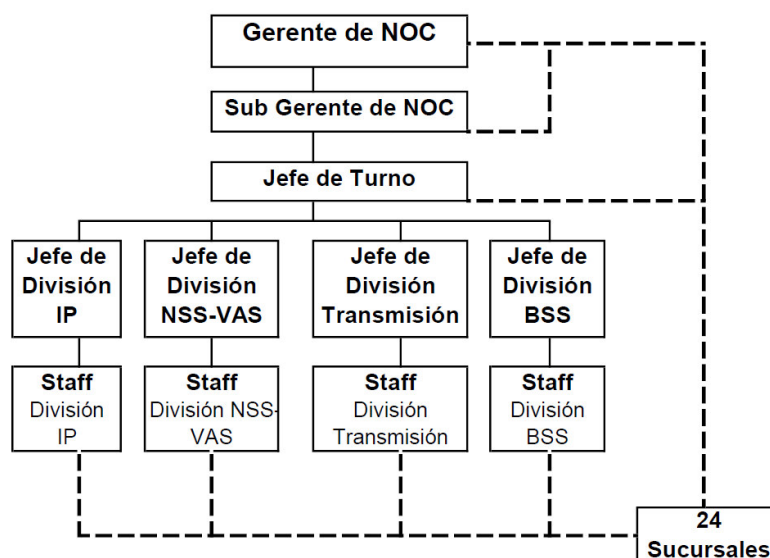 Gerente de NOC
Sub Gerente de NOC
Jefe de Turno
Jefe de
División
IP
Jefe de
División
NSS-VAS
Jefe de
División
Transmisión
Jefe de
División
BSS
Staff
División
IP
Staff
División NSS-
VAS
Staff
División
Transmisión
Staff
División
BSS
24
Sucursales